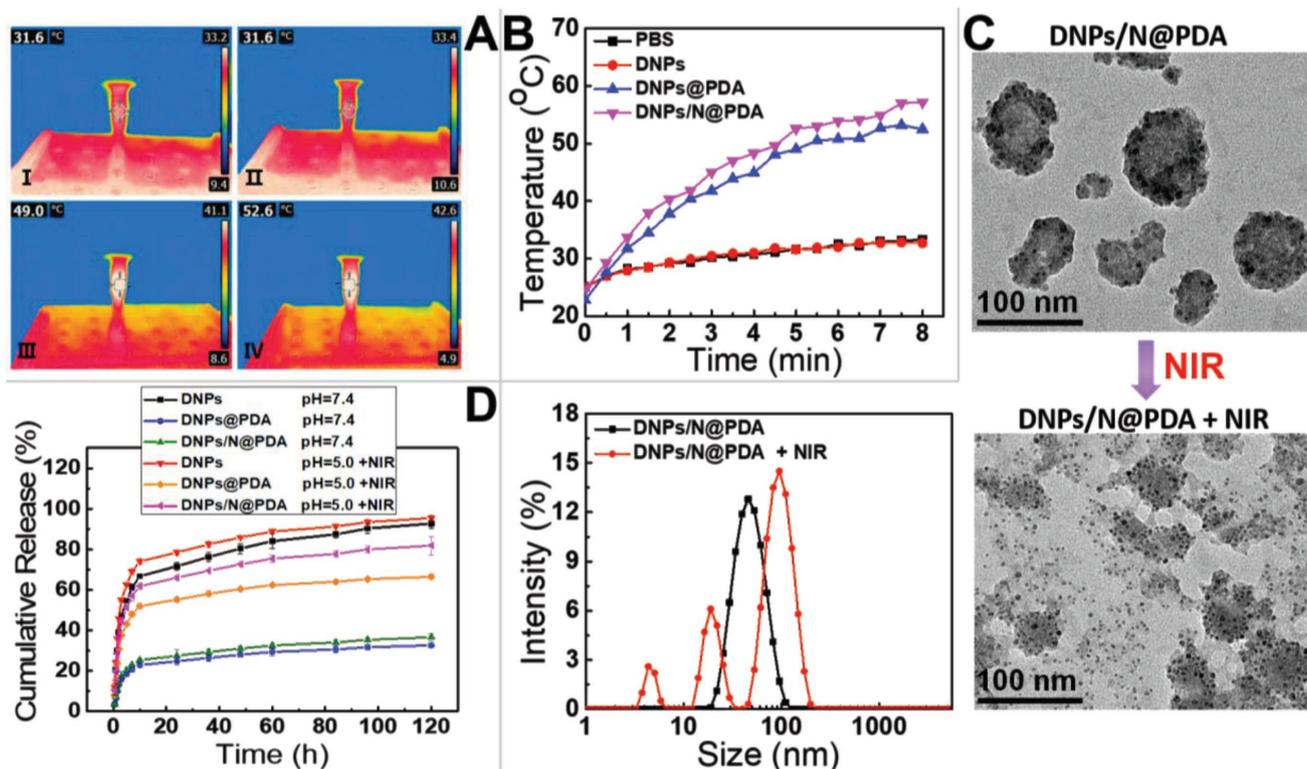 A
31.6 °C
33.2
I
9.4
31.6 °C
33.4
II
10.6
49.0 °C
41.1
III
8.6
52.6 °C
42.6
IV
4.9
B
Temperature (°C)
70
60
50
40
30
20
PBS
DNPs
DNPs@PDA
DNPs/N@PDA
0 1 2 3 4 5 6 7 8
Time (min)
C
DNPs/N@PDA
100 nm
NIR
DNPs/N@PDA + NIR
100 nm
DNPs pH=7.4
DNPs@PDA pH=7.4
DNPs/N@PDA pH=7.4
DNPs pH=5.0 +NIR
DNPs@PDA pH=5.0 +NIR
DNPs/N@PDA pH=5.0 +NIR
Cumulative Release (%)
120
100
80
60
40
20
0
0 20 40 60 80 100 120
Time (h)
D
Intensity (%)
18
15
12
9
6
3
0
DNPs/N@PDA
DNPs/N@PDA + NIR
1 10 100 1000
Size (nm)